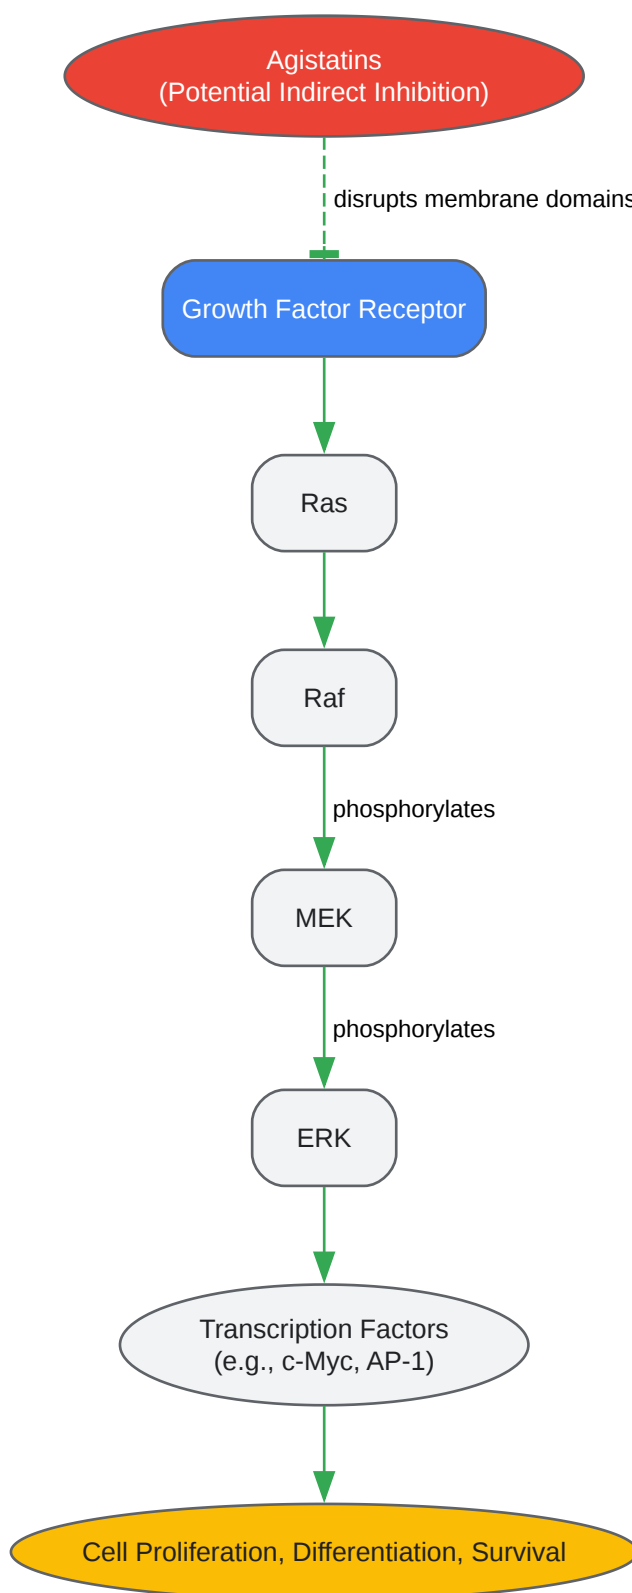 Agistatins
(Potential Indirect Inhibition)
disrupts membrane domains
Growth Factor Receptor
Ras
Raf
phosphorylates
MEK
phosphorylates
ERK
Transcription Factors
(e.g., c-Myc, AP-1)
Cell Proliferation, Differentiation, Survival